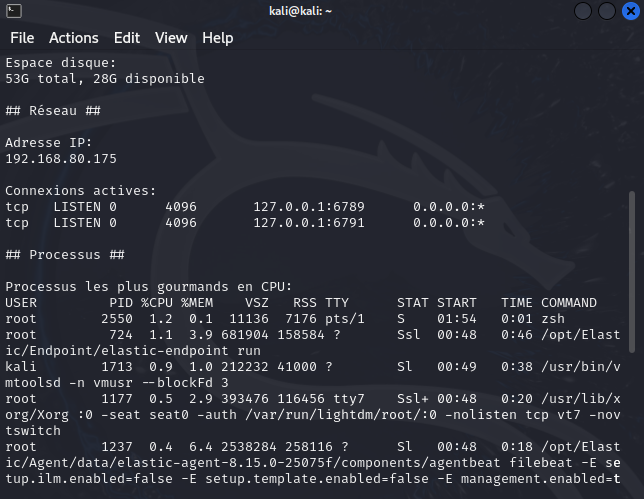 kali@kali: ~
File Actions Edit View Help
Espace disque:
53G total, 28G disponible
## Réseau ##
Adresse IP:
192.168.80.175
Connexions actives:
tcp   LISTEN 0      4096       127.0.0.1:6789      0.0.0.0:*
tcp   LISTEN 0      4096       127.0.0.1:6791      0.0.0.0:*
## Processus ##
Processus les plus gourmands en CPU:
USER         PID %CPU %MEM    VSZ   RSS TTY      STAT START   TIME COMMAND
root        2550  1.2  0.1  11136  7176 pts/1    S    01:54   0:01 zsh
root         724  1.1  3.9 681904 158584 ?       Ssl  00:48   0:46 /opt/Elast
ic/Endpoint/elastic-endpoint run
kali        1713  0.9  1.0 212232 41000 ?        Sl   00:49   0:38 /usr/bin/v
mtoolsd -n vmusr --blockFd 3
root        1177  0.5  2.9 393476 116456 tty7    Ssl+ 00:48   0:20 /usr/lib/x
org/Xorg :0 -seat seat0 -auth /var/run/lightdm/root/:0 -nolisten tcp vt7 -nov
tswitch
root        1237  0.4  6.4 2538284 258116 ?      Sl   00:48   0:18 /opt/Elast
ic/Agent/data/elastic-agent-8.15.0-25075f/components/agentbeat filebeat -E se
tup.ilm.enabled=false -E setup.template.enabled=false -E management.enabled=t